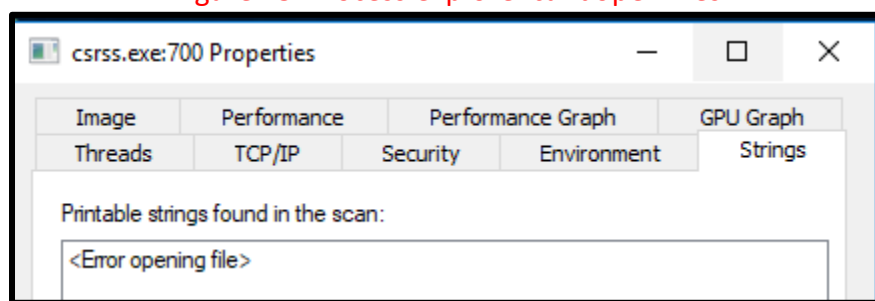 csrss.exe:700 Properties
Image Performance Performance Graph GPU Graph
Threads TCP/IP Security Environment Strings
Printable strings found in the scan:
<Error opening file>